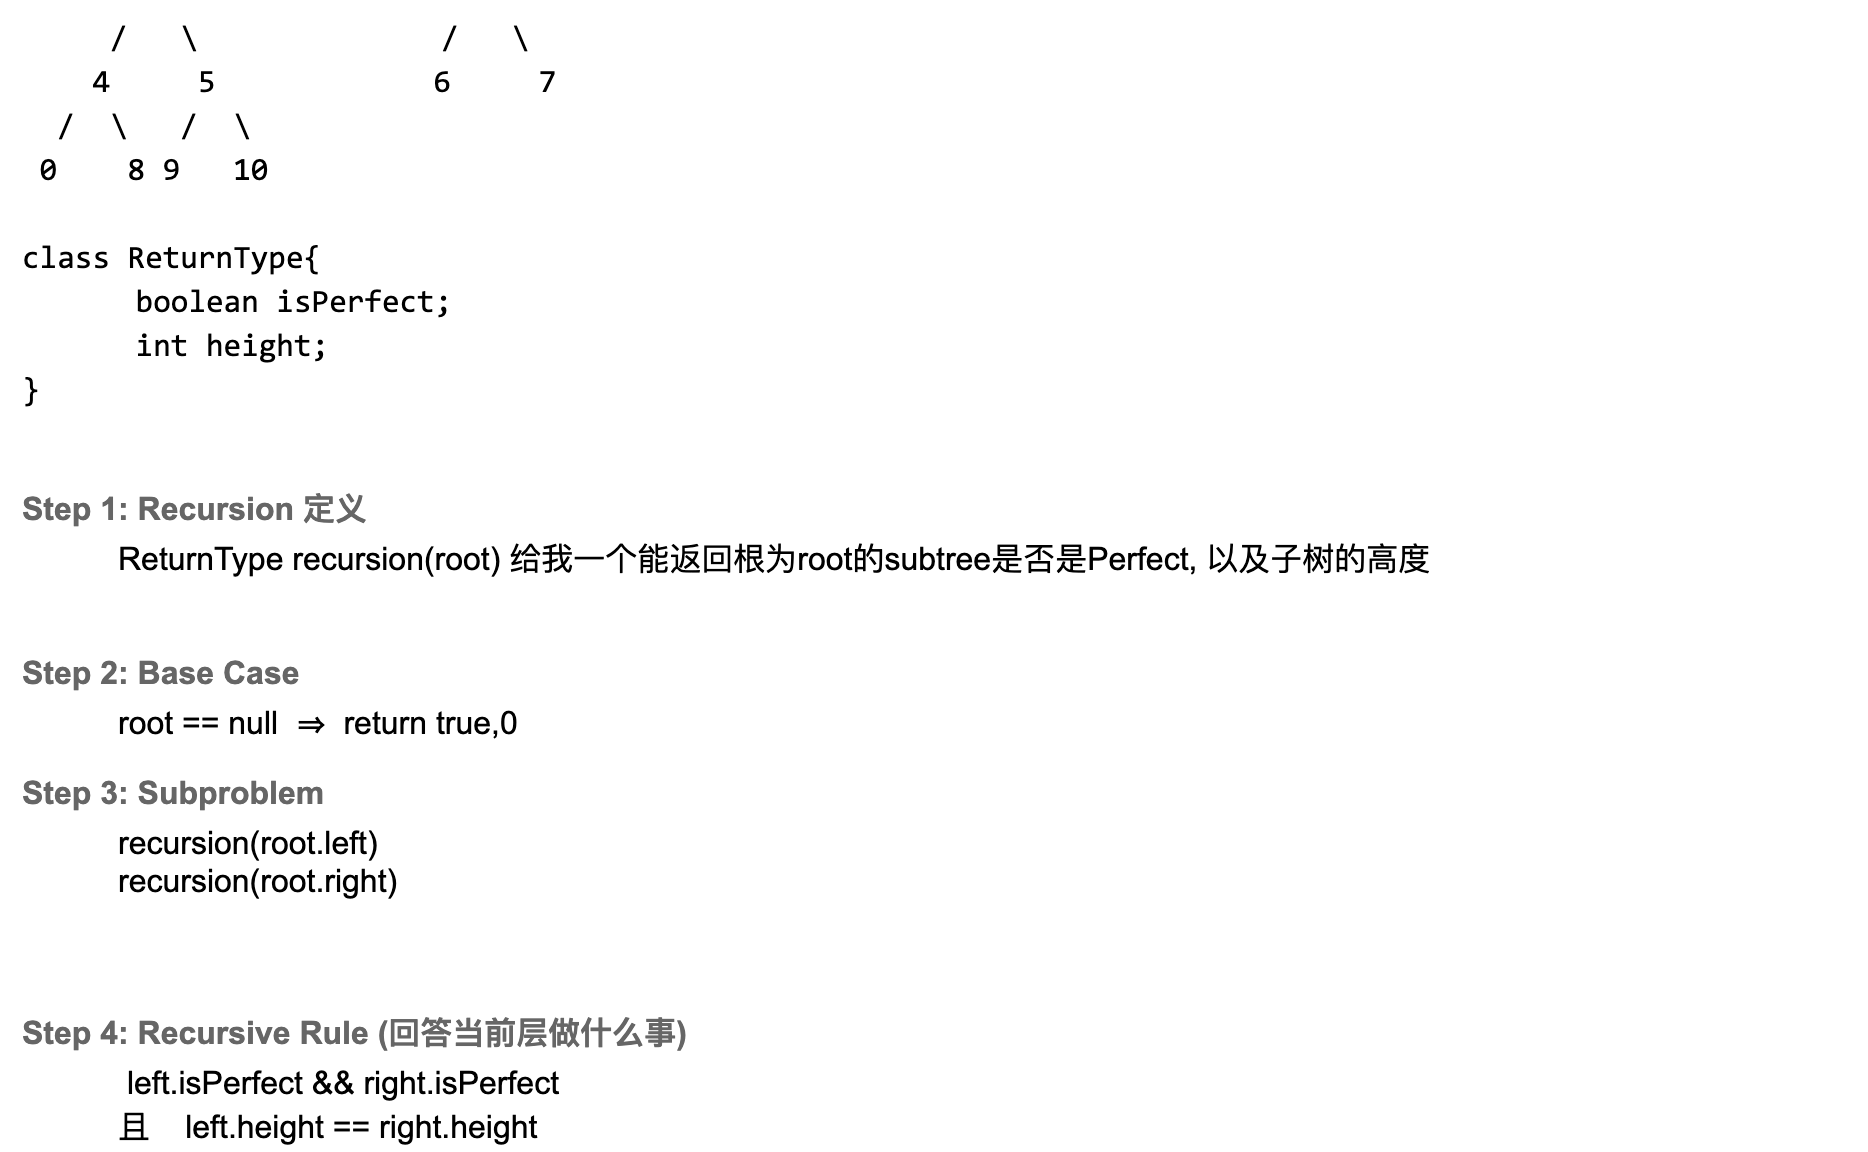 /   \              /   \
4     5             6     7
/  \   /  \
0    8 9   10
class ReturnType{
boolean isPerfect;
int height;
}
Step 1: Recursion 定义
ReturnType recursion(root) 给我一个能返回根为root的subtree是否是Perfect, 以及子树的高度
Step 2: Base Case
root == null ⇒ return true,0
Step 3: Subproblem
recursion(root.left)
recursion(root.right)
Step 4: Recursive Rule (回答当前层做什么事)
left.isPerfect && right.isPerfect
且 left.height == right.height